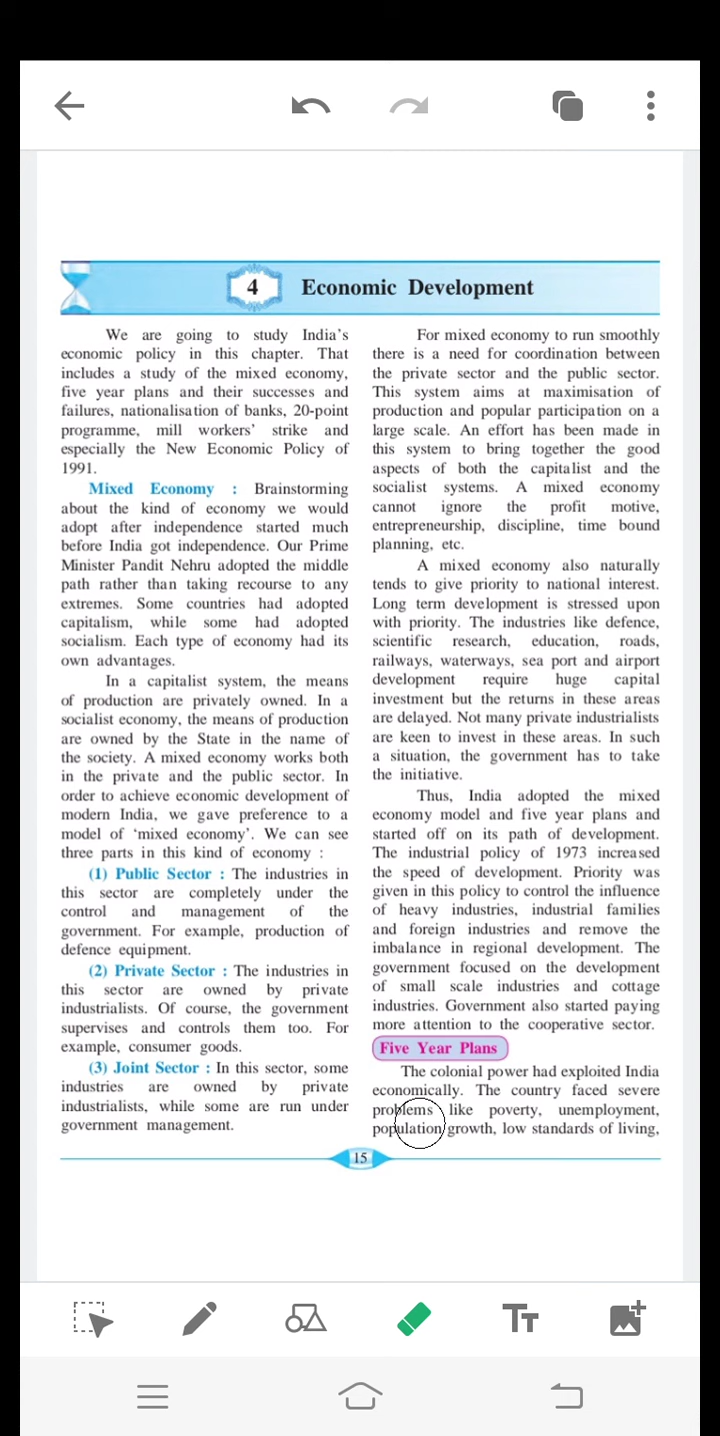 4 Economic Development
We are going to study India's
economic policy in this chapter. That
includes a study of the mixed economy,
five year plans and their successes and
failures, nationalisation of banks, 20-point
programme, mill workers' strike and
especially the New Economic Policy of
1991.
Mixed Economy : Brainstorming
about the kind of economy we would
adopt after independence started much
before India got independence. Our Prime
Minister Pandit Nehru adopted the middle
path rather than taking recourse to any
extremes. Some countries had adopted
capitalism, while some had adopted
socialism. Each type of economy had its
own advantages.
In a capitalist system, the means
of production are privately owned. In a
socialist economy, the means of production
are owned by the State in the name of
the society. A mixed economy works both
in the private and the public sector. In
order to achieve economic development of
modern India, we gave preference to a
model of 'mixed economy'. We can see
three parts in this kind of economy :
(1) Public Sector : The industries in
this sector are completely under the
control and management of the
government. For example, production of
defence equipment.
(2) Private Sector : The industries in
this sector are owned by private
industrialists. Of course, the government
supervises and controls them too. For
example, consumer goods.
(3) Joint Sector : In this sector, some
industries are owned by private
industrialists, while some are run under
government management.
For mixed economy to run smoothly
there is a need for coordination between
the private sector and the public sector.
This system aims at maximisation of
production and popular participation on a
large scale. An effort has been made in
this system to bring together the good
aspects of both the capitalist and the
socialist systems. A mixed economy
cannot ignore the profit motive,
entrepreneurship, discipline, time bound
planning, etc.
A mixed economy also naturally
tends to give priority to national interest.
Long term development is stressed upon
with priority. The industries like defence,
scientific research, education, roads,
railways, waterways, sea port and airport
development require huge capital
investment but the returns in these areas
are delayed. Not many private industrialists
are keen to invest in these areas. In such
a situation, the government has to take
the initiative.
Thus, India adopted the mixed
economy model and five year plans and
started off on its path of development.
The industrial policy of 1973 increased
the speed of development. Priority was
given in this policy to control the influence
of heavy industries, industrial families
and foreign industries and remove the
imbalance in regional development. The
government focused on the development
of small scale industries and cottage
industries. Government also started paying
more attention to the cooperative sector.
Five Year Plans
The colonial power had exploited India
economically. The country faced severe
problems like poverty, unemployment,
population growth, low standards of living,
15
TT